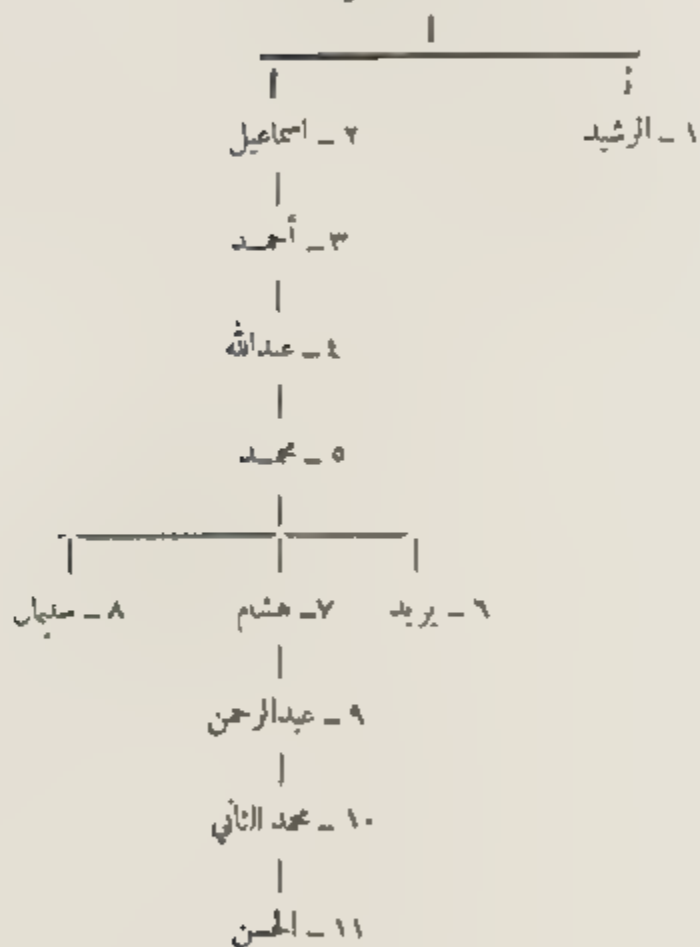 ١ - الرشيد
٢ - اسماعيل
٣ - أحمد
٤ - عبدالله
٥ - محمد
٦ - يزيد
٧ - هشام
٨ - سليمان
٩ - عبدالرحمن
١٠ - محمد الثاني
١١ - الحسن